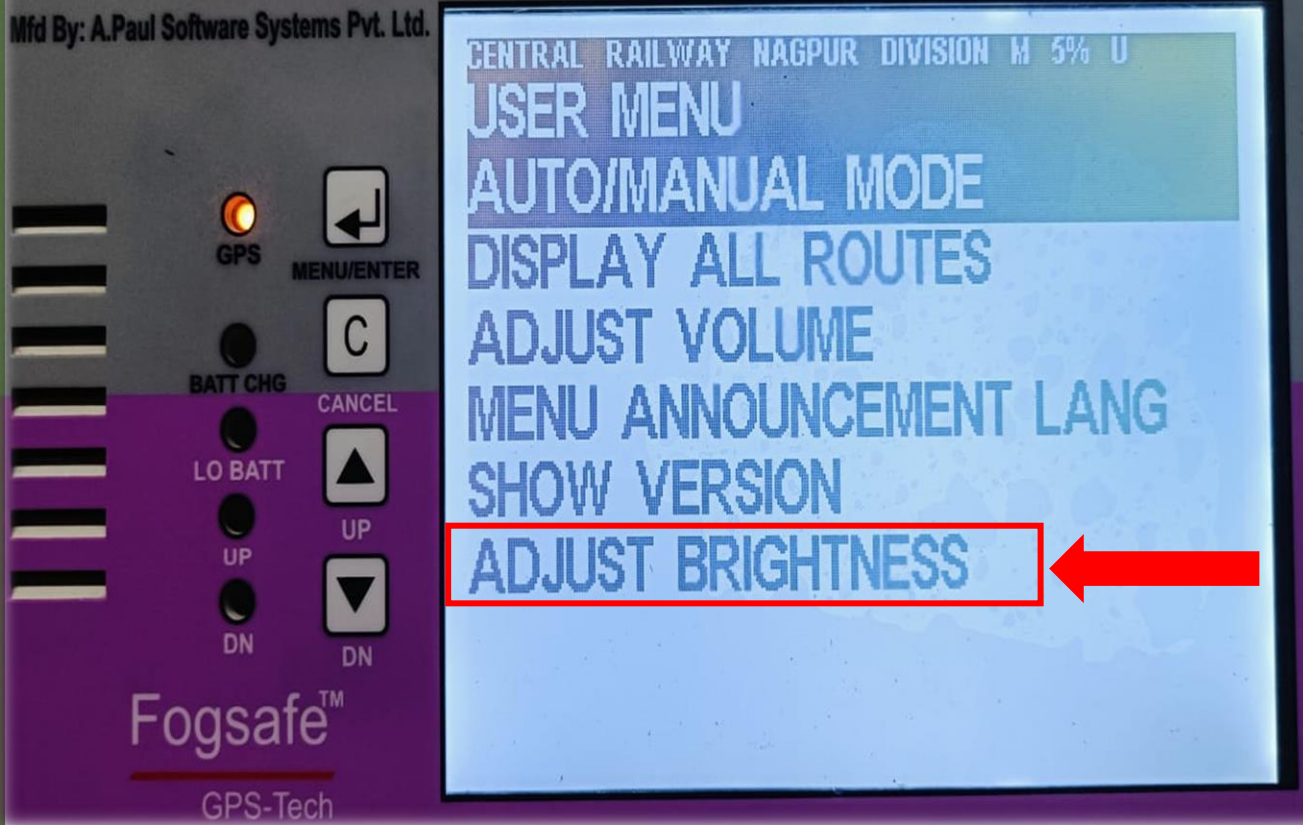 Mfd By: A.Paul Software Systems Pvt. Ltd.
GPS
MENU/ENTER
C
BATT CHG
CANCEL
LO BATT
UP
UP
DN
DN
Fogsafe™
GPS-Tech
CENTRAL RAILWAY NAGPUR DIVISION M 5% U
USER MENU
AUTO/MANUAL MODE
DISPLAY ALL ROUTES
ADJUST VOLUME
MENU ANNOUNCEMENT LANG
SHOW VERSION
ADJUST BRIGHTNESS